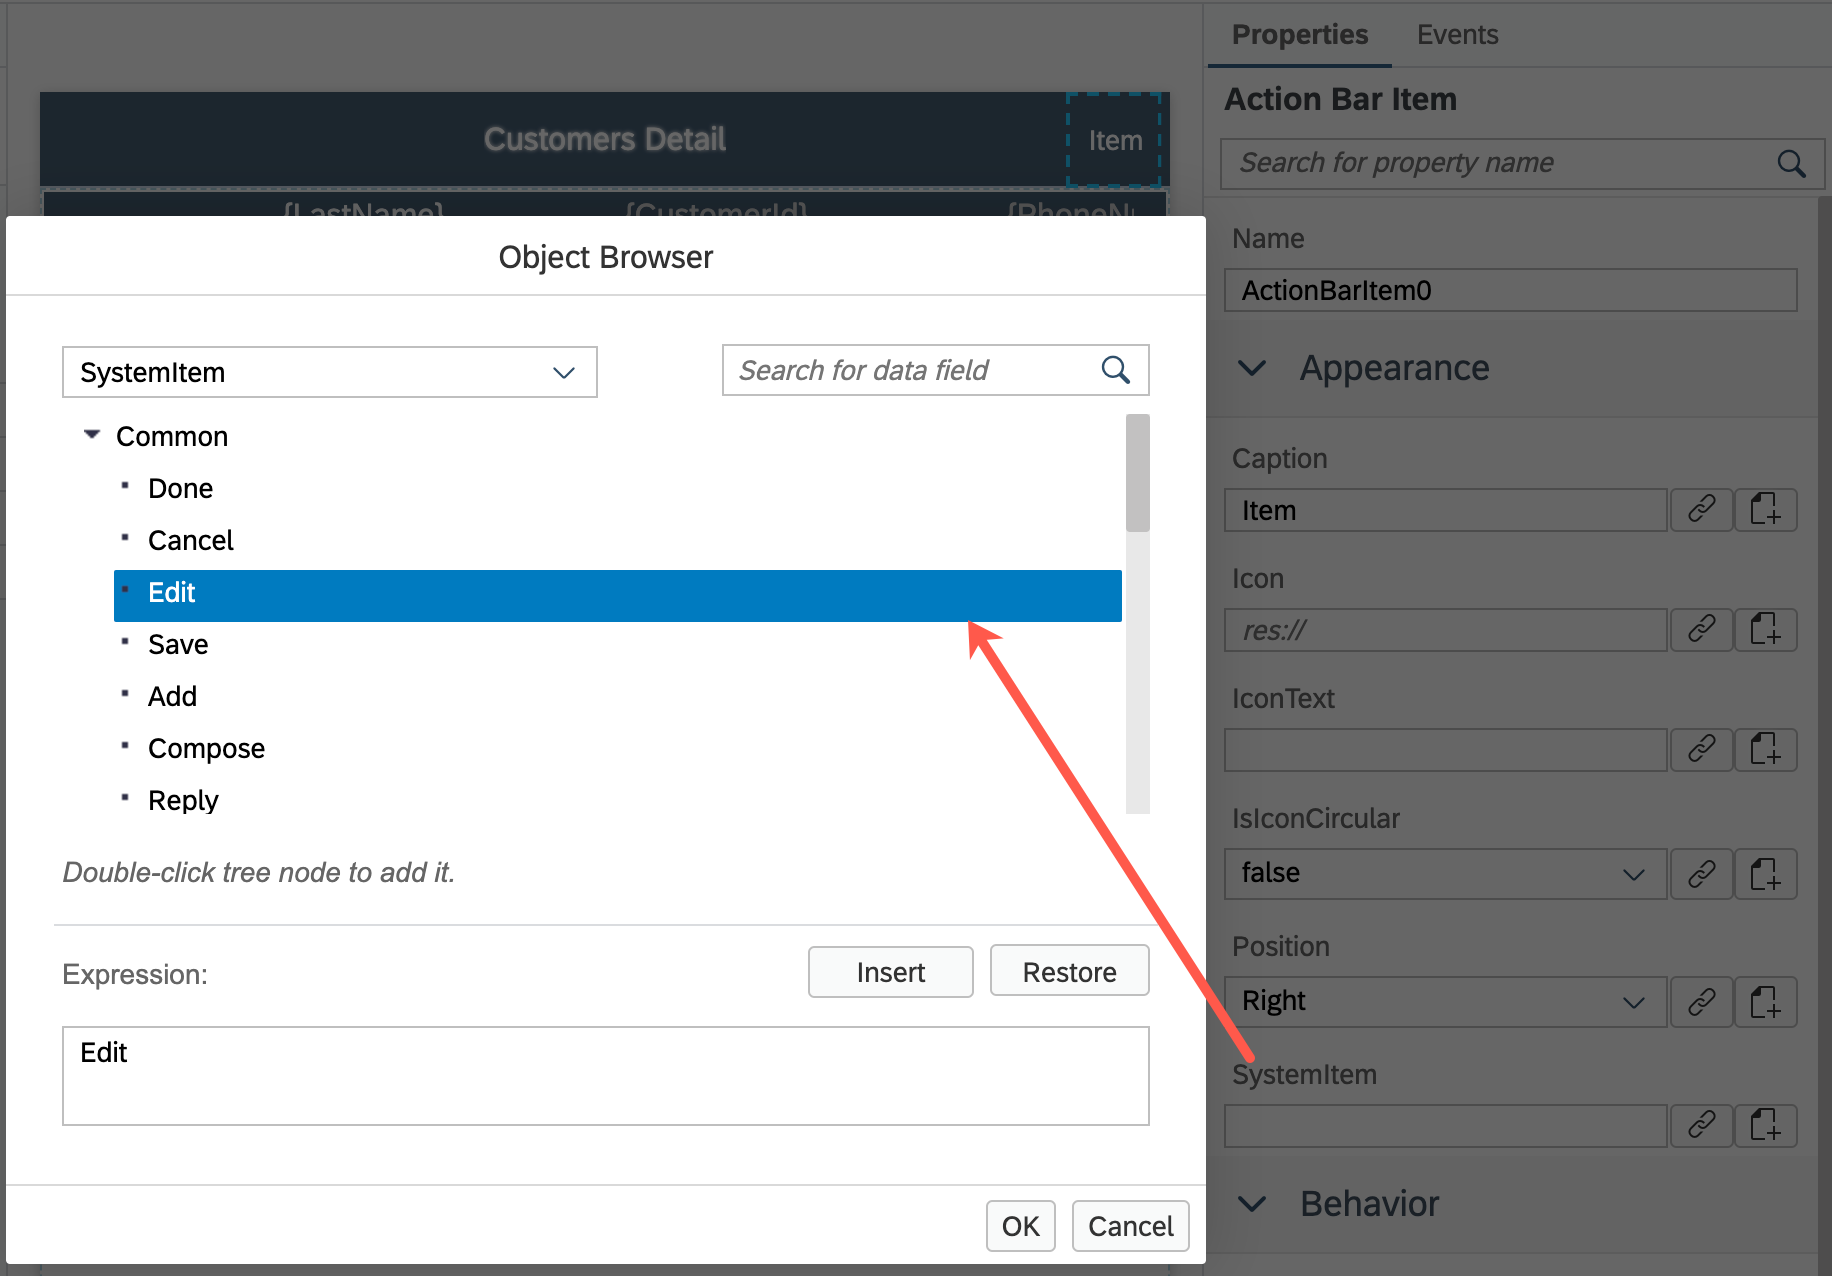 Properties
Events
Action Bar Item
Search for property name
Customers Detail
Item
{LastName}
{CustomerId}
Name
ActionBarItem0
Appearance
Caption
Item
Icon
res://
IconText
IsIconCircular
false
Position
Right
SystemItem
Behavior
Object Browser
SystemItem
Search for data field
Common
Done
Cancel
Edit
Save
Add
Compose
Reply
Double-click tree node to add it.
Expression:
Insert
Restore
Edit
OK
Cancel